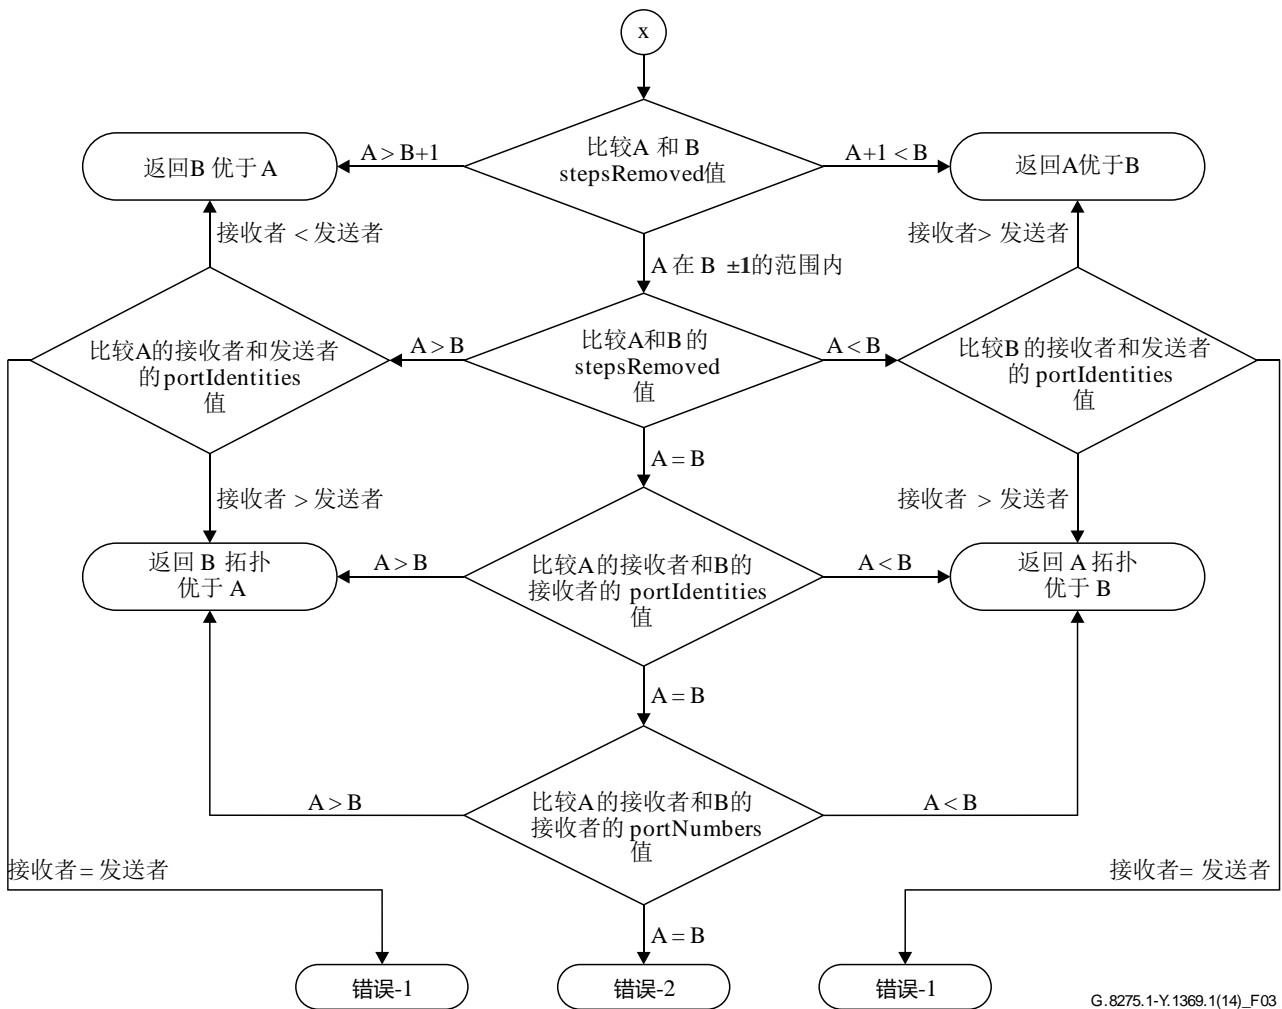 x
比较A 和 B
stepsRemoved值
A > B+1
A+1 < B
返回B 优于 A
返回A优于B
接收者 < 发送者
接收者> 发送者
A 在 B ±1的范围内
比较A的接收者和发送者
的 portIdentities
值
A > B
比较A和B 的
stepsRemoved
值
A < B
比较B 的接收者和发送者
的 portIdentities
值
A = B
接收者 > 发送者
接收者 > 发送者
返回 B 拓扑
优于 A
A > B
比较A的接收者和B的
接收者的 portIdentities
值
A < B
返回 A 拓扑
优于 B
A = B
A > B
比较A的接收者和B的
接收者的 portNumbers
值
A < B
接收者= 发送者
接收者= 发送者
A = B
错误-1
错误-2
错误-1
G.8275.1-Y.1369.1(14)_F03